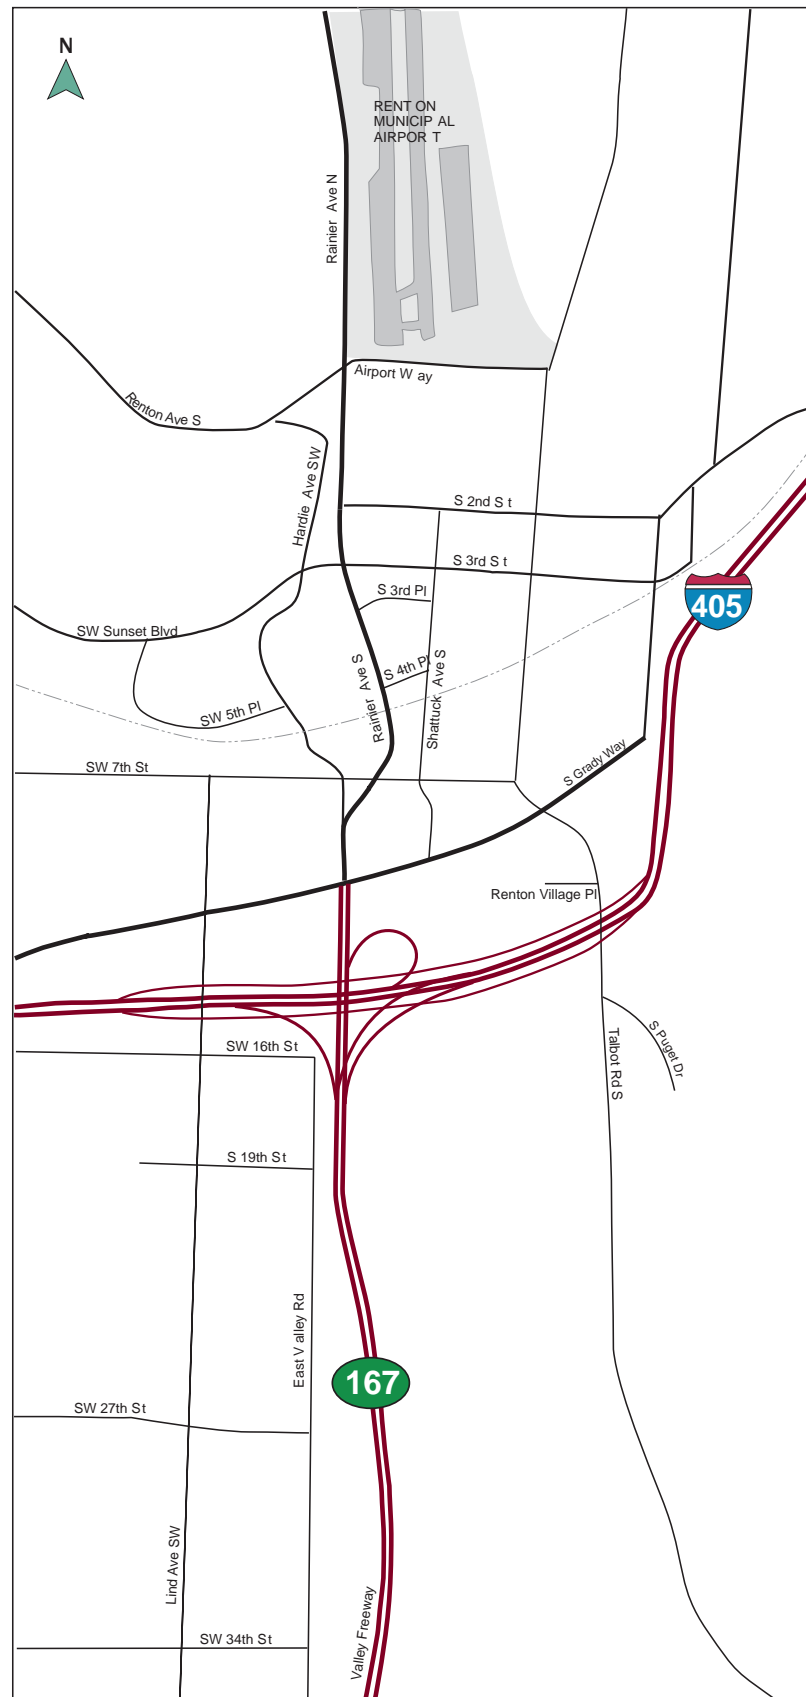 N
RENT ON
MUNICIP AL
AIRPOR T
Rainier Ave N
Airport W ay
Renton Ave S
Hardie Ave SW
S 2nd S t
S 3rd S t
405
S 3rd Pl
SW Sunset Blvd
S 4th Pl
Rainier Ave S
Shattuck Ave S
SW 5th Pl
SW 7th St
S Grady Way
Renton Village Pl
SW 16th St
Talbot Rd S
S Puget Dr
S 19th St
East V alley Rd
167
SW 27th St
Lind Ave SW
Valley Freeway
SW 34th St